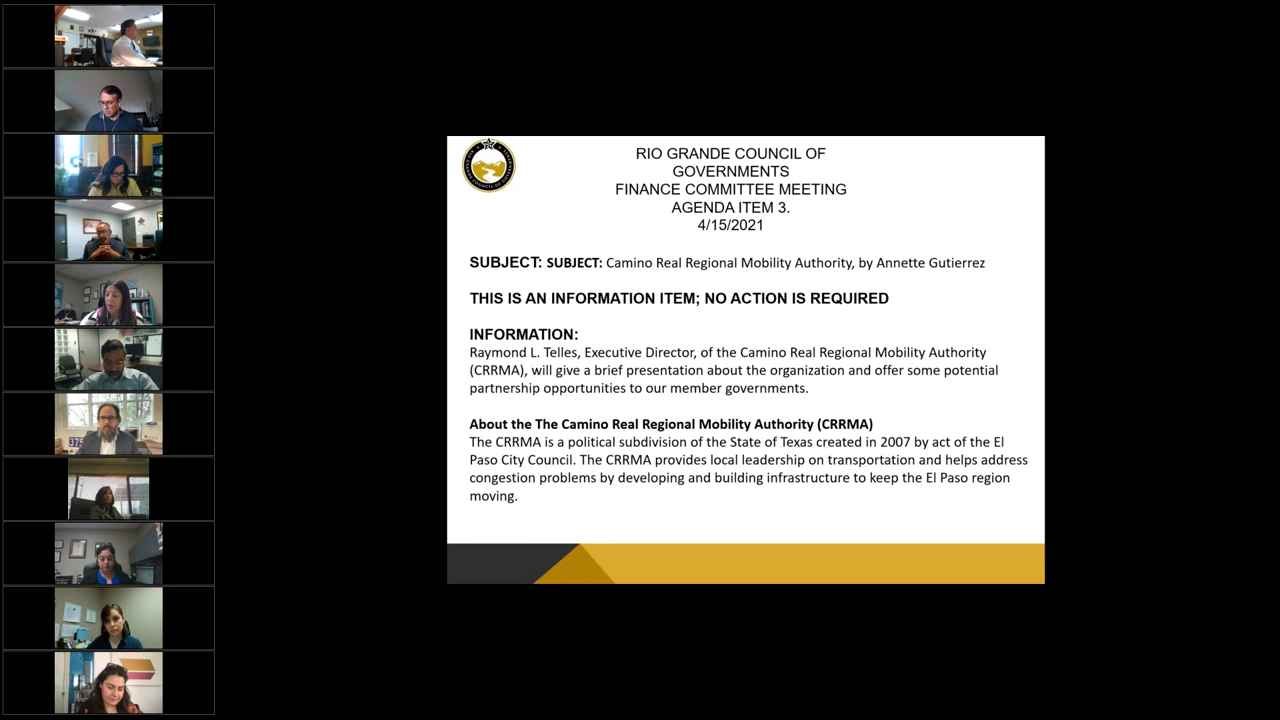 RIO GRANDE COUNCIL OF
GOVERNMENTS
FINANCE COMMITTEE MEETING
AGENDA ITEM 3.
4/15/2021
SUBJECT: SUBJECT: Camino Real Regional Mobility Authority, by Annette Gutierrez
THIS IS AN INFORMATION ITEM; NO ACTION IS REQUIRED
INFORMATION:
Raymond L. Telles, Executive Director, of the Camino Real Regional Mobility Authority
(CRRMA), will give a brief presentation about the organization and offer some potential
partnership opportunities to our member governments.
About the The Camino Real Regional Mobility Authority (CRRMA)
The CRRMA is a political subdivision of the State of Texas created in 2007 by act of the El
Paso City Council. The CRRMA provides local leadership on transportation and helps address
congestion problems by developing and building infrastructure to keep the El Paso region
moving.
375